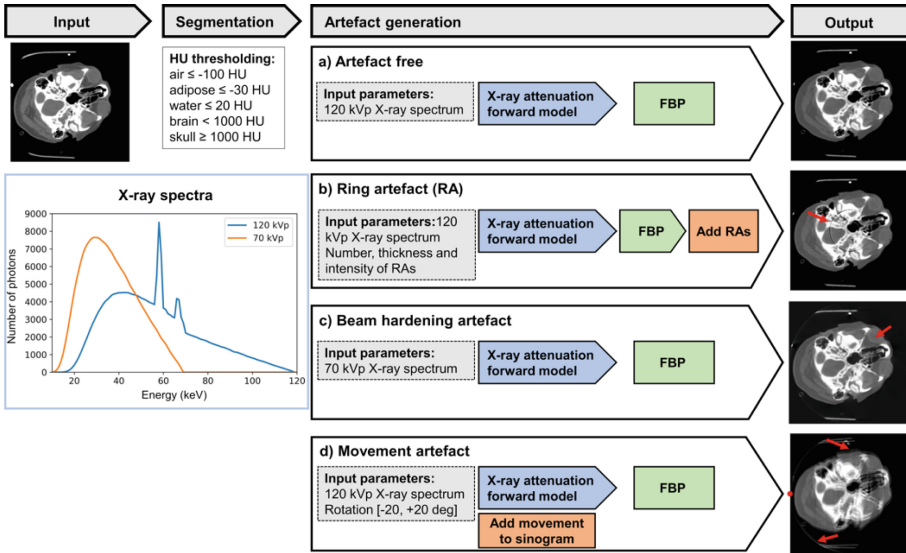 Input
Segmentation
Artefact generation
Output
HU thresholding:
air ≤ -100 HU
adipose ≤ -30 HU
water ≤ 20 HU
brain < 1000 HU
skull ≥ 1000 HU
a) Artefact free
Input parameters:
120 kVp X-ray spectrum
X-ray attenuation
forward model
FBP
X-ray spectra
Number of photons
9000
8000
7000
6000
5000
4000
3000
2000
1000
0
120 kVp
70 kVp
20
40
60
80
100
120
Energy (keV)
b) Ring artefact (RA)
Input parameters:120
kVp X-ray spectrum
Number, thickness and
intensity of RAs
X-ray attenuation
forward model
FBP
Add RAs
c) Beam hardening artefact
Input parameters:
70 kVp X-ray spectrum
X-ray attenuation
forward model
FBP
d) Movement artefact
Input parameters:
120 kVp X-ray spectrum
Rotation [-20, +20 deg]
X-ray attenuation
forward model
Add movement
to sinogram
FBP